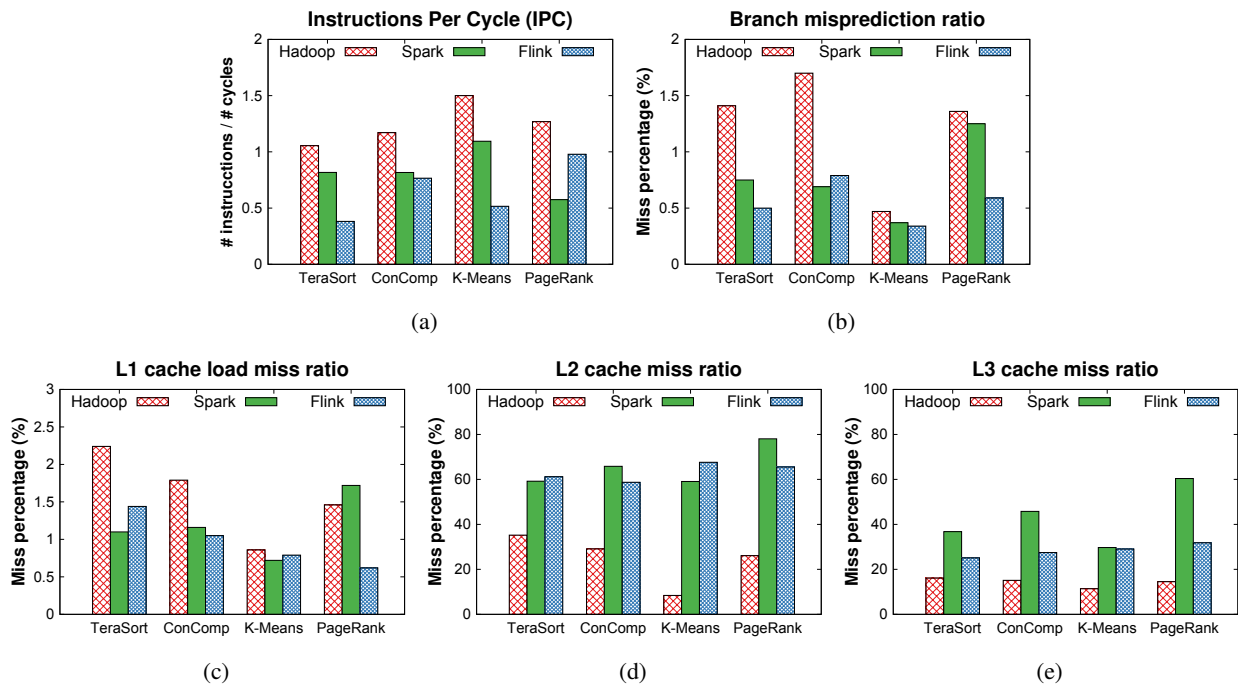 Instructions Per Cycle (IPC)
# instrucctions / # cycles
2
1.5
1
0.5
0
Hadoop Spark Flink
TeraSort ConComp K-Means PageRank
(a)
Branch misprediction ratio
Miss percentage (%)
2
1.5
1
0.5
0
Hadoop Spark Flink
TeraSort ConComp K-Means PageRank
(b)
L1 cache load miss ratio
Miss percentage (%)
3
2.5
2
1.5
1
0.5
0
Hadoop Spark Flink
TeraSort ConComp K-Means PageRank
(c)
L2 cache miss ratio
Miss percentage (%)
100
80
60
40
20
0
Hadoop Spark Flink
TeraSort ConComp K-Means PageRank
(d)
L3 cache miss ratio
Miss percentage (%)
100
80
60
40
20
0
Hadoop Spark Flink
TeraSort ConComp K-Means PageRank
(e)